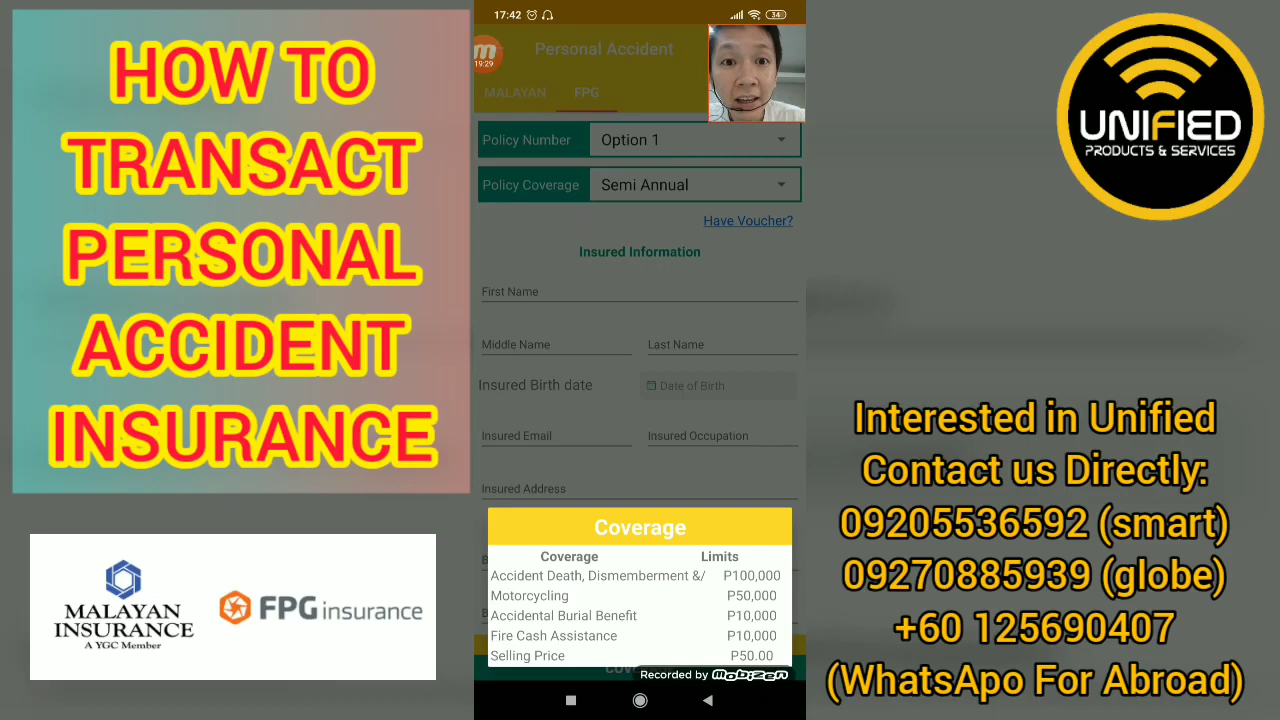 HOW TO
TRANSACT
PERSONAL
ACCIDENT
INSURANCE
MALAYAN
INSURANCE
A YGC Member
FPG insurance
17:42
34
m
19:29
Personal Accident
MALAYAN
FPG
Policy Number
Option 1
Policy Coverage
Semi Annual
Have Voucher?
Insured Information
First Name
Middle Name
Last Name
Insured Birth date
Date of Birth
Insured Email
Insured Occupation
Insured Address
Coverage
Coverage Limits
Accident Death, Dismemberment &/ P100,000
Motorcycling P50,000
Accidental Burial Benefit P10,000
Fire Cash Assistance P10,000
Selling Price P50.00
Recorded by mobizen
UNIFIED
PRODUCTS & SERVICES
Interested in Unified
Contact us Directly:
09205536592 (smart)
09270885939 (globe)
+60 125690407
(WhatsApo For Abroad)